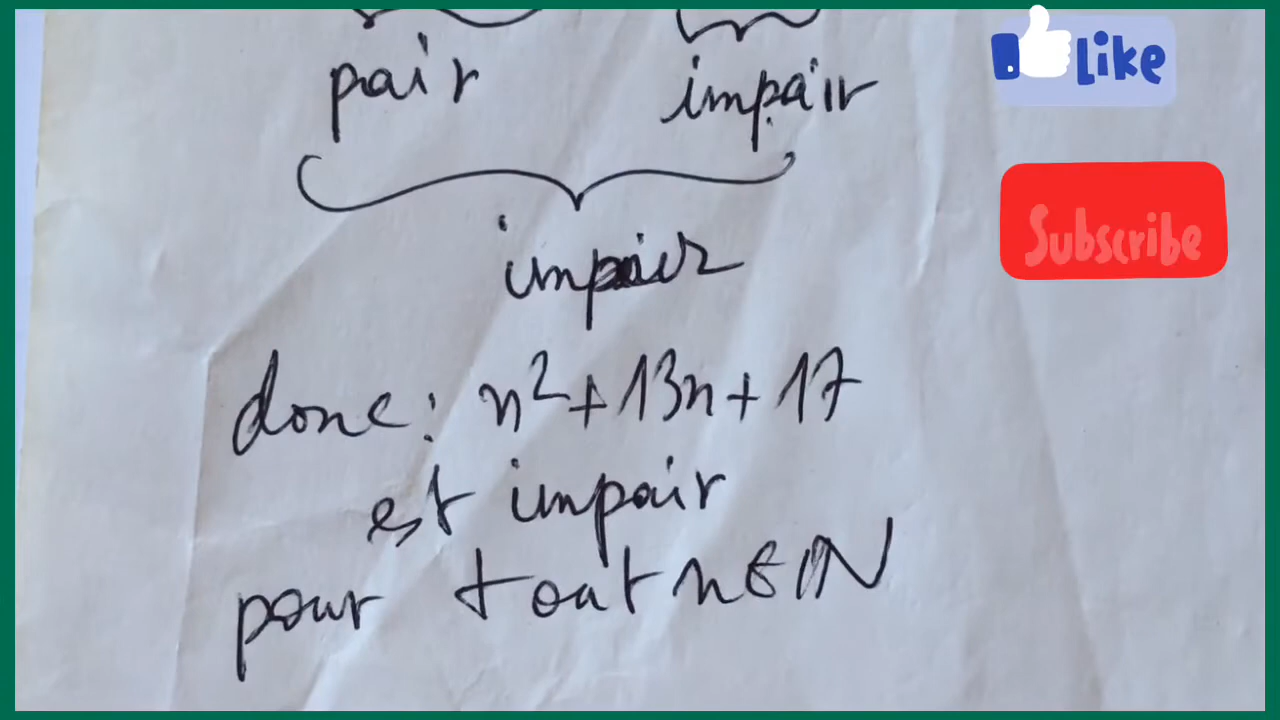 pair impair
Like
Subscribe
impair
donc: n²+13n+17
est impair
pour tout n∈ℕ